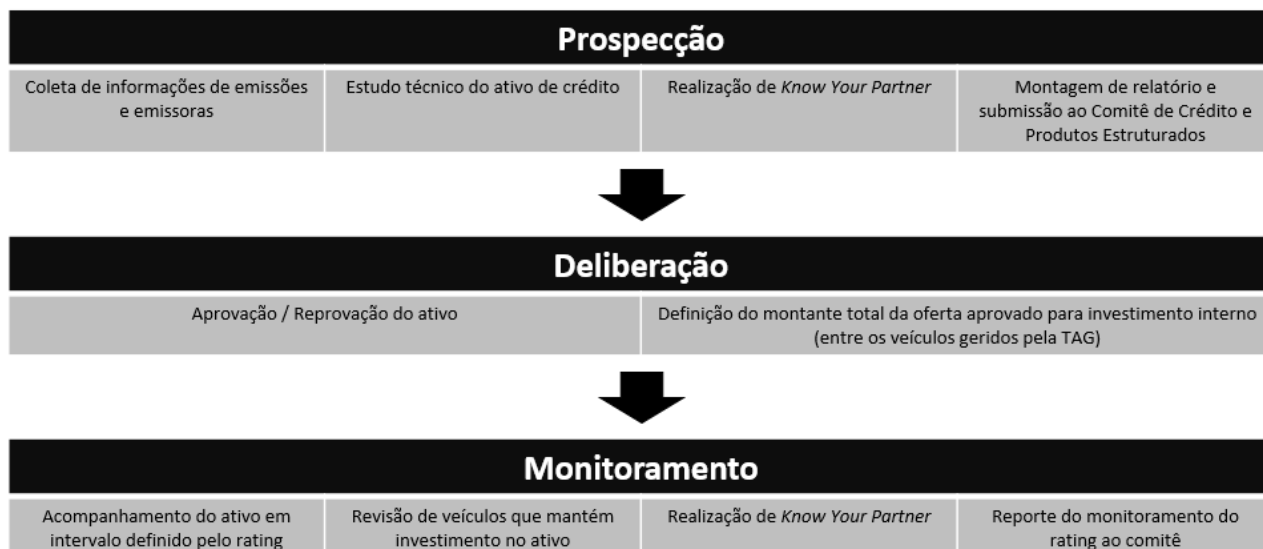 Prospecção
Coleta de informações de emissões
e emissoras
Estudo técnico do ativo de crédito
Realização de Know Your Partner
Montagem de relatório e
submissão ao Comitê de Crédito e
Produtos Estruturados
Deliberação
Aprovação / Reprovação do ativo
Definição do montante total da oferta aprovado para investimento interno
(entre os veículos geridos pela TAG)
Monitoramento
Acompanhamento do ativo em
intervalo definido pelo rating
Revisão de veículos que mantém
investimento no ativo
Realização de Know Your Partner
Reporte do monitoramento do
rating ao comitê